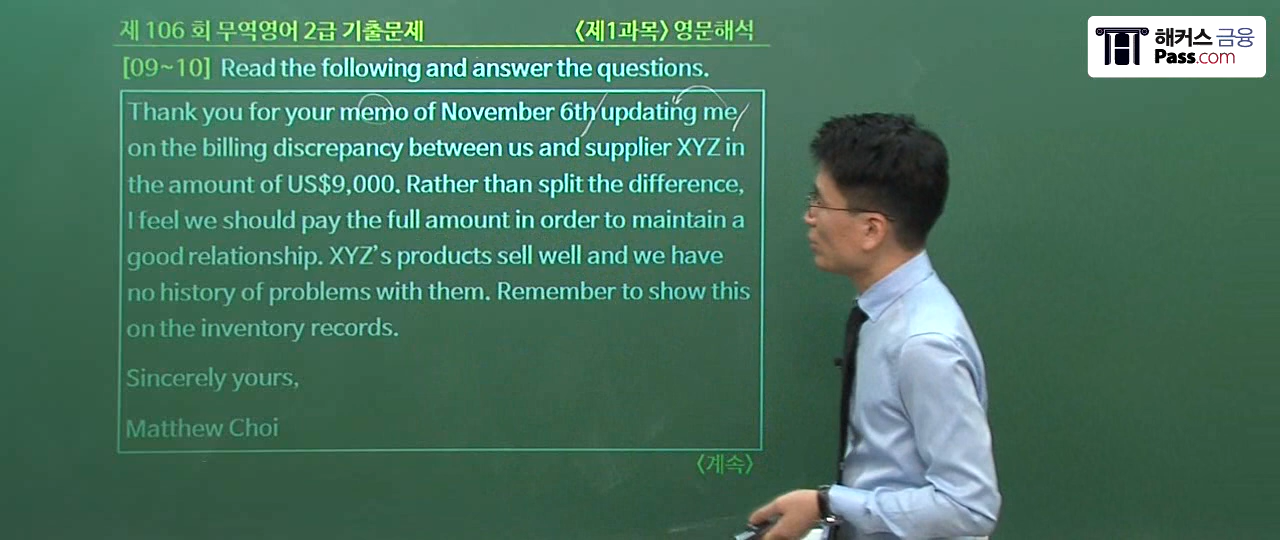 제 106 회 무역영어 2급 기출문제 〈제1과목〉 영문해석
해커스 금융
Pass.com
[09~10] Read the following and answer the questions.
Thank you for your memo of November 6th updating me
on the billing discrepancy between us and supplier XYZ in
the amount of US$9,000. Rather than split the difference,
I feel we should pay the full amount in order to maintain a
good relationship. XYZ's products sell well and we have
no history of problems with them. Remember to show this
on the inventory records.
Sincerely yours,
Matthew Choi
〈계속〉